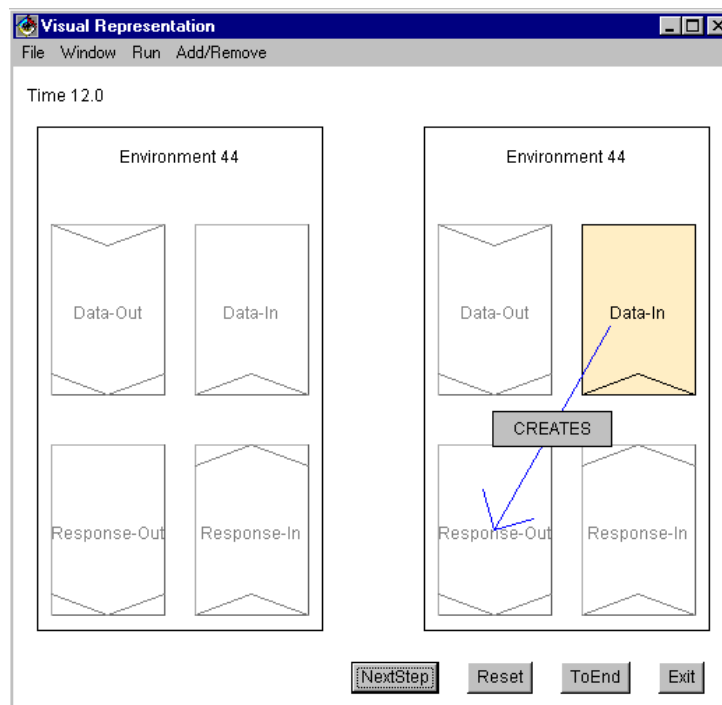 Visual Representation
File Window Run Add/Remove
Time 12.0
Environment 44
Environment 44
Data-Out Data-In
Data-Out Data-In
CREATES
Response-Out Response-In
Response-Out Response-In
NextStep Reset ToEnd Exit